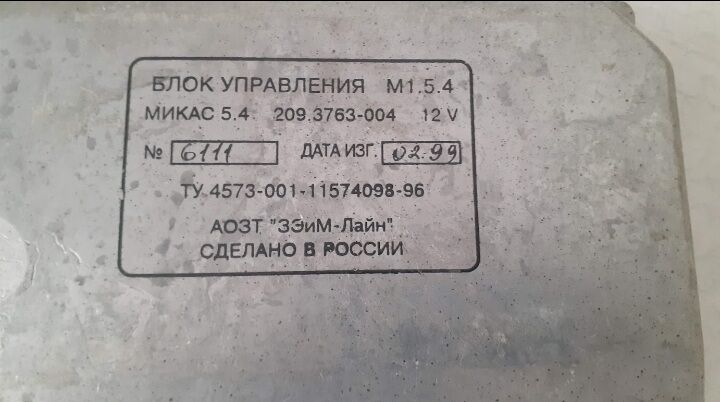 БЛОК УПРАВЛЕНИЯ М1.5.4
МИКАС 5.4. 209.3763-004 12 V
№ 6111 ДАТА ИЗГ. 02.99
ТУ 4573-001-11574098-96
АОЗТ "ЗЭиМ-Лайн"
СДЕЛАНО В РОССИИ